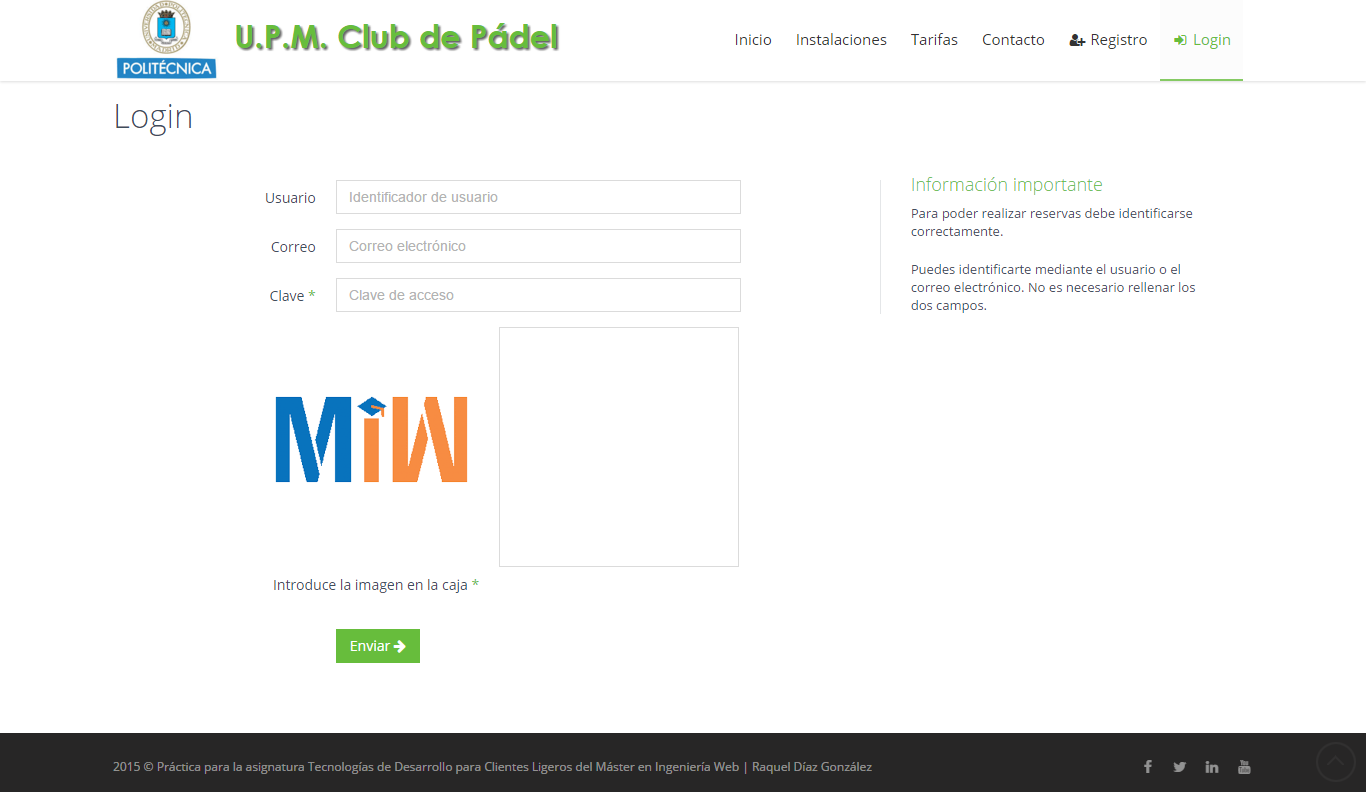 POLITÉCNICA
U.P.M. Club de Pádel
Inicio
Instalaciones
Tarifas
Contacto
Registro
Login
Login
Usuario
Identificador de usuario
Correo
Correo electrónico
Clave *
Clave de acceso
MiW
Introduce la imagen en la caja *
Enviar
Información importante
Para poder realizar reservas debe identificarse
correctamente.
Puedes identificarte mediante el usuario o el
correo electrónico. No es necesario rellenar los
dos campos.
2015 © Práctica para la asignatura Tecnologías de Desarrollo para Clientes Ligeros del Máster en Ingeniería Web | Raquel Díaz González